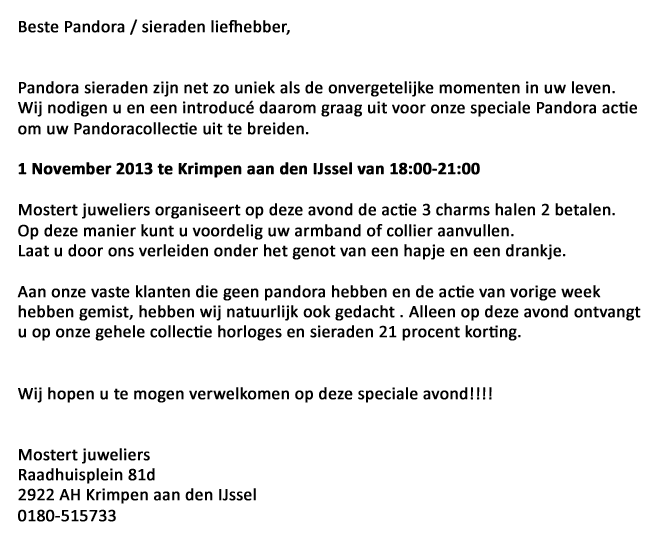 Beste Pandora / sieraden liefhebber,
Pandora sieraden zijn net zo uniek als de onvergetelijke momenten in uw leven.
Wij nodigen u en een introducé daarom graag uit voor onze speciale Pandora actie
om uw Pandoracollectie uit te breiden.
1 November 2013 te Krimpen aan den IJssel van 18:00-21:00
Mostert juweliers organiseert op deze avond de actie 3 charms halen 2 betalen.
Op deze manier kunt u voordelig uw armband of collier aanvullen.
Laat u door ons verleiden onder het genot van een hapje en een drankje.
Aan onze vaste klanten die geen pandora hebben en de actie van vorige week
hebben gemist, hebben wij natuurlijk ook gedacht . Alleen op deze avond ontvangt
u op onze gehele collectie horloges en sieraden 21 procent korting.
Wij hopen u te mogen verwelkomen op deze speciale avond!!!!
Mostert juweliers
Raadhuisplein 81d
2922 AH Krimpen aan den IJssel
0180-515733